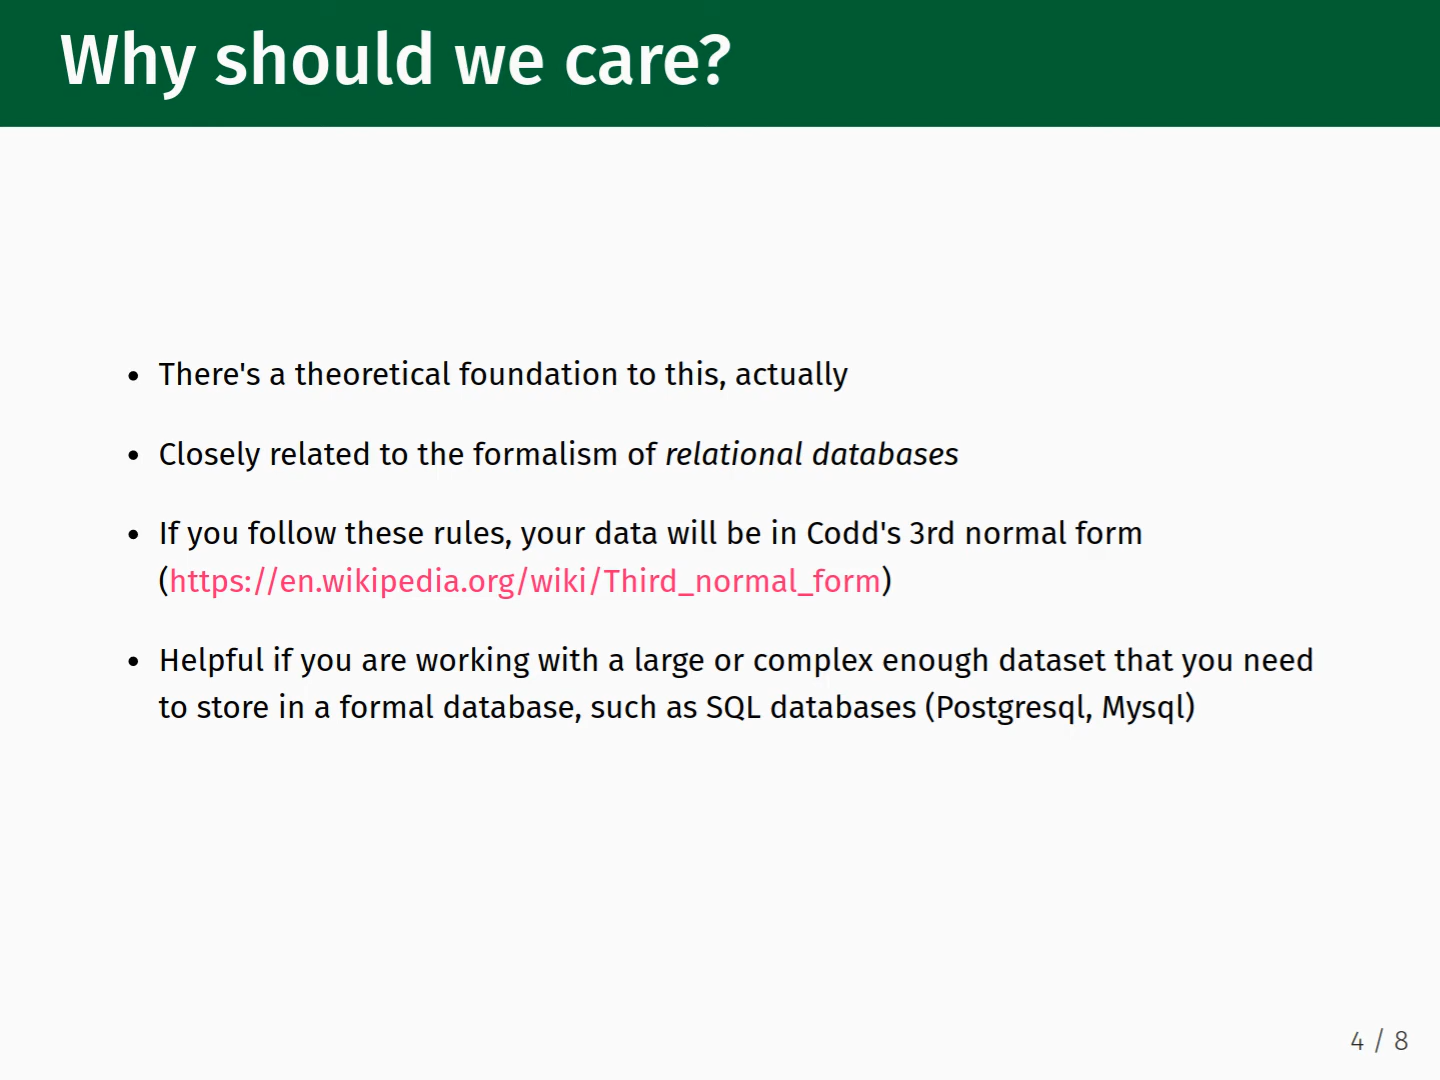 Why should we care?
• There's a theoretical foundation to this, actually
• Closely related to the formalism of relational databases
• If you follow these rules, your data will be in Codd's 3rd normal form
(https://en.wikipedia.org/wiki/Third_normal_form)
• Helpful if you are working with a large or complex enough dataset that you need
to store in a formal database, such as SQL databases (Postgresql, Mysql)
4 / 8